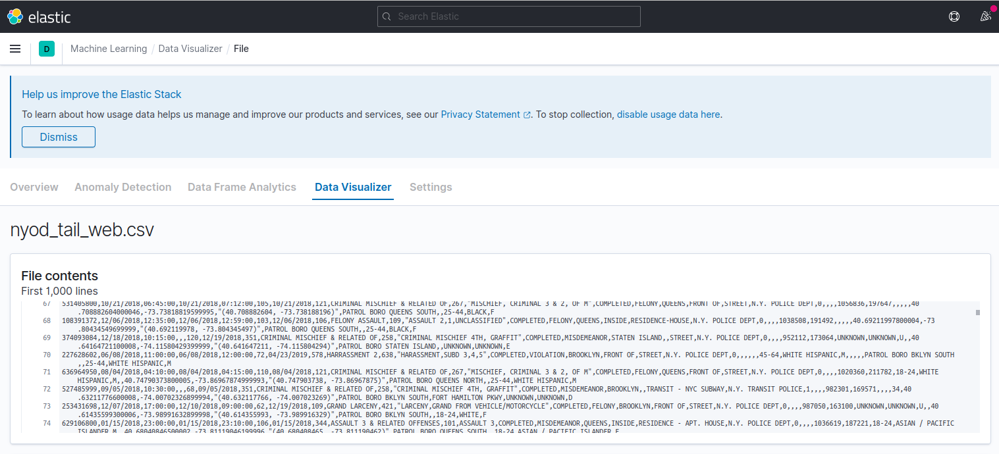 elastic
Search Elastic
D
Machine Learning / Data Visualizer / File
Help us improve the Elastic Stack
To learn about how usage data helps us manage and improve our products and services, see our Privacy Statement . To stop collection, disable usage data here.
Dismiss
Overview Anomaly Detection Data Frame Analytics Data Visualizer Settings
nyod_tail_web.csv
File contents
First 1,000 lines
67 531405800,10/21/2018,06:45:00,10/21/2018,07:12:00,105,10/21/2018,121,CRIMINAL MISCHIEF & RELATED OF,267,"MISCHIEF, CRIMINAL 3 & 2, OF M",COMPLETED,FELONY,QUEENS,FRONT OF,STREET,N.Y. POLICE DEPT,0,,,,1056836,197647,,,,,40
.708882604000046,-73.73818819599995,"(40.708882604, -73.738188196)",PATROL BORO QUEENS SOUTH,,25-44,BLACK,F
68 108391372,12/06/2018,12:35:00,12/06/2018,12:59:00,103,12/06/2018,106,FELONY ASSAULT,109,"ASSAULT 2,1,UNCLASSIFIED",COMPLETED,FELONY,QUEENS,INSIDE,RESIDENCE-HOUSE,N.Y. POLICE DEPT,0,,,,1038508,191492,,,,,40.69211997800004,-73
.80434549699999,"(40.692119978, -73.804345497)",PATROL BORO QUEENS SOUTH,,25-44,BLACK,F
69 374093084,12/18/2018,10:15:00,,,120,12/19/2018,351,CRIMINAL MISCHIEF & RELATED OF,258,"CRIMINAL MISCHIEF 4TH, GRAFFIT",COMPLETED,MISDEMEANOR,STATEN ISLAND,,STREET,N.Y. POLICE DEPT,0,,,,952112,173064,UNKNOWN,UNKNOWN,U,,40
.64164721100008,-74.11580429399999,"(40.641647211, -74.115804294)",PATROL BORO STATEN ISLAND,,UNKNOWN,UNKNOWN,E
70 227628602,06/08/2018,11:00:00,06/08/2018,12:00:00,72,04/23/2019,578,HARRASSMENT 2,638,"HARASSMENT,SUBD 3,4,5",COMPLETED,VIOLATION,BROOKLYN,FRONT OF,STREET,N.Y. POLICE DEPT,0,,,,,,45-64,WHITE HISPANIC,M,,,,,PATROL BORO BKLYN SOUTH
,,25-44,WHITE HISPANIC,M
71 636964950,08/04/2018,04:10:00,08/04/2018,04:15:00,110,08/04/2018,121,CRIMINAL MISCHIEF & RELATED OF,267,"MISCHIEF, CRIMINAL 3 & 2, OF M",COMPLETED,FELONY,QUEENS,FRONT OF,STREET,N.Y. POLICE DEPT,0,,,,1020360,211782,18-24,WHITE
HISPANIC,M,,40.74790373800005,-73.86967874999993,"(40.747903738, -73.86967875)",PATROL BORO QUEENS NORTH,,25-44,WHITE HISPANIC,M
72 527485999,09/05/2018,10:30:00,,,68,09/05/2018,351,CRIMINAL MISCHIEF & RELATED OF,258,"CRIMINAL MISCHIEF 4TH, GRAFFIT",COMPLETED,MISDEMEANOR,BROOKLYN,,TRANSIT - NYC SUBWAY,N.Y. TRANSIT POLICE,1,,,,982301,169571,,,,34,40
.63211776600008,-74.00702326899994,"(40.632117766, -74.007023269)",PATROL BORO BKLYN SOUTH,FORT HAMILTON PKWY,UNKNOWN,UNKNOWN,D
73 253431698,12/07/2018,17:00:00,12/10/2018,09:00:00,62,12/19/2018,109,GRAND LARCENY,421,"LARCENY,GRAND FROM VEHICLE/MOTORCYCLE",COMPLETED,FELONY,BROOKLYN,FRONT OF,STREET,N.Y. POLICE DEPT,0,,,,987050,163100,UNKNOWN,UNKNOWN,U,,40
.61435599300006,-73.98991632899998,"(40.614355993, -73.989916329)",PATROL BORO BKLYN SOUTH,,18-24,WHITE,F
74 629106800,01/15/2018,23:00:00,01/15/2018,23:10:00,106,01/15/2018,344,ASSAULT 3 & RELATED OFFENSES,101,ASSAULT 3,COMPLETED,MISDEMEANOR,QUEENS,INSIDE,RESIDENCE - APT. HOUSE,N.Y. POLICE DEPT,0,,,,1036619,187221,18-24,ASIAN / PACIFIC
ISLANDER,M,,40.68040846500002,-73.81119046199996,"(40.680408465, -73.811190462)",PATROL BORO QUEENS SOUTH,,18-24,ASIAN / PACIFIC ISLANDER,F